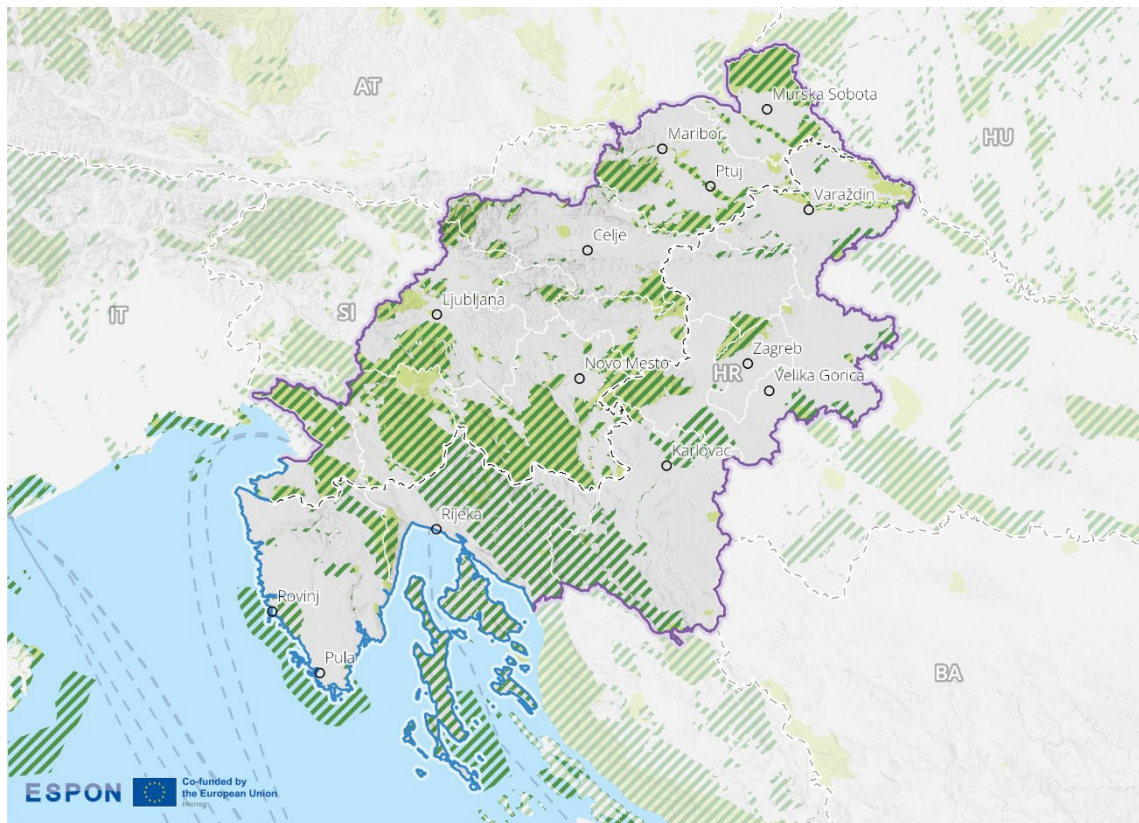 AT
Murska Sobota
HU
Maribor
Ptuj
Varaždin
Celje
Ljubljana
SI
IT
Zagreb
Novo Mesto
HR
Velika Gorica
Karlovac
Rijeka
Rovinj
Pula
BA
ESPON
Co-funded by
the European Union
Interreg